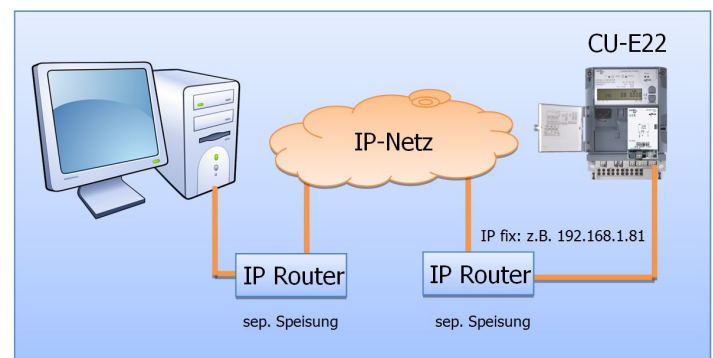 CU-E22
IP-Netz
IP fix: z.B. 192.168.1.81
IP Router
IP Router
sep. Speisung
sep. Speisung